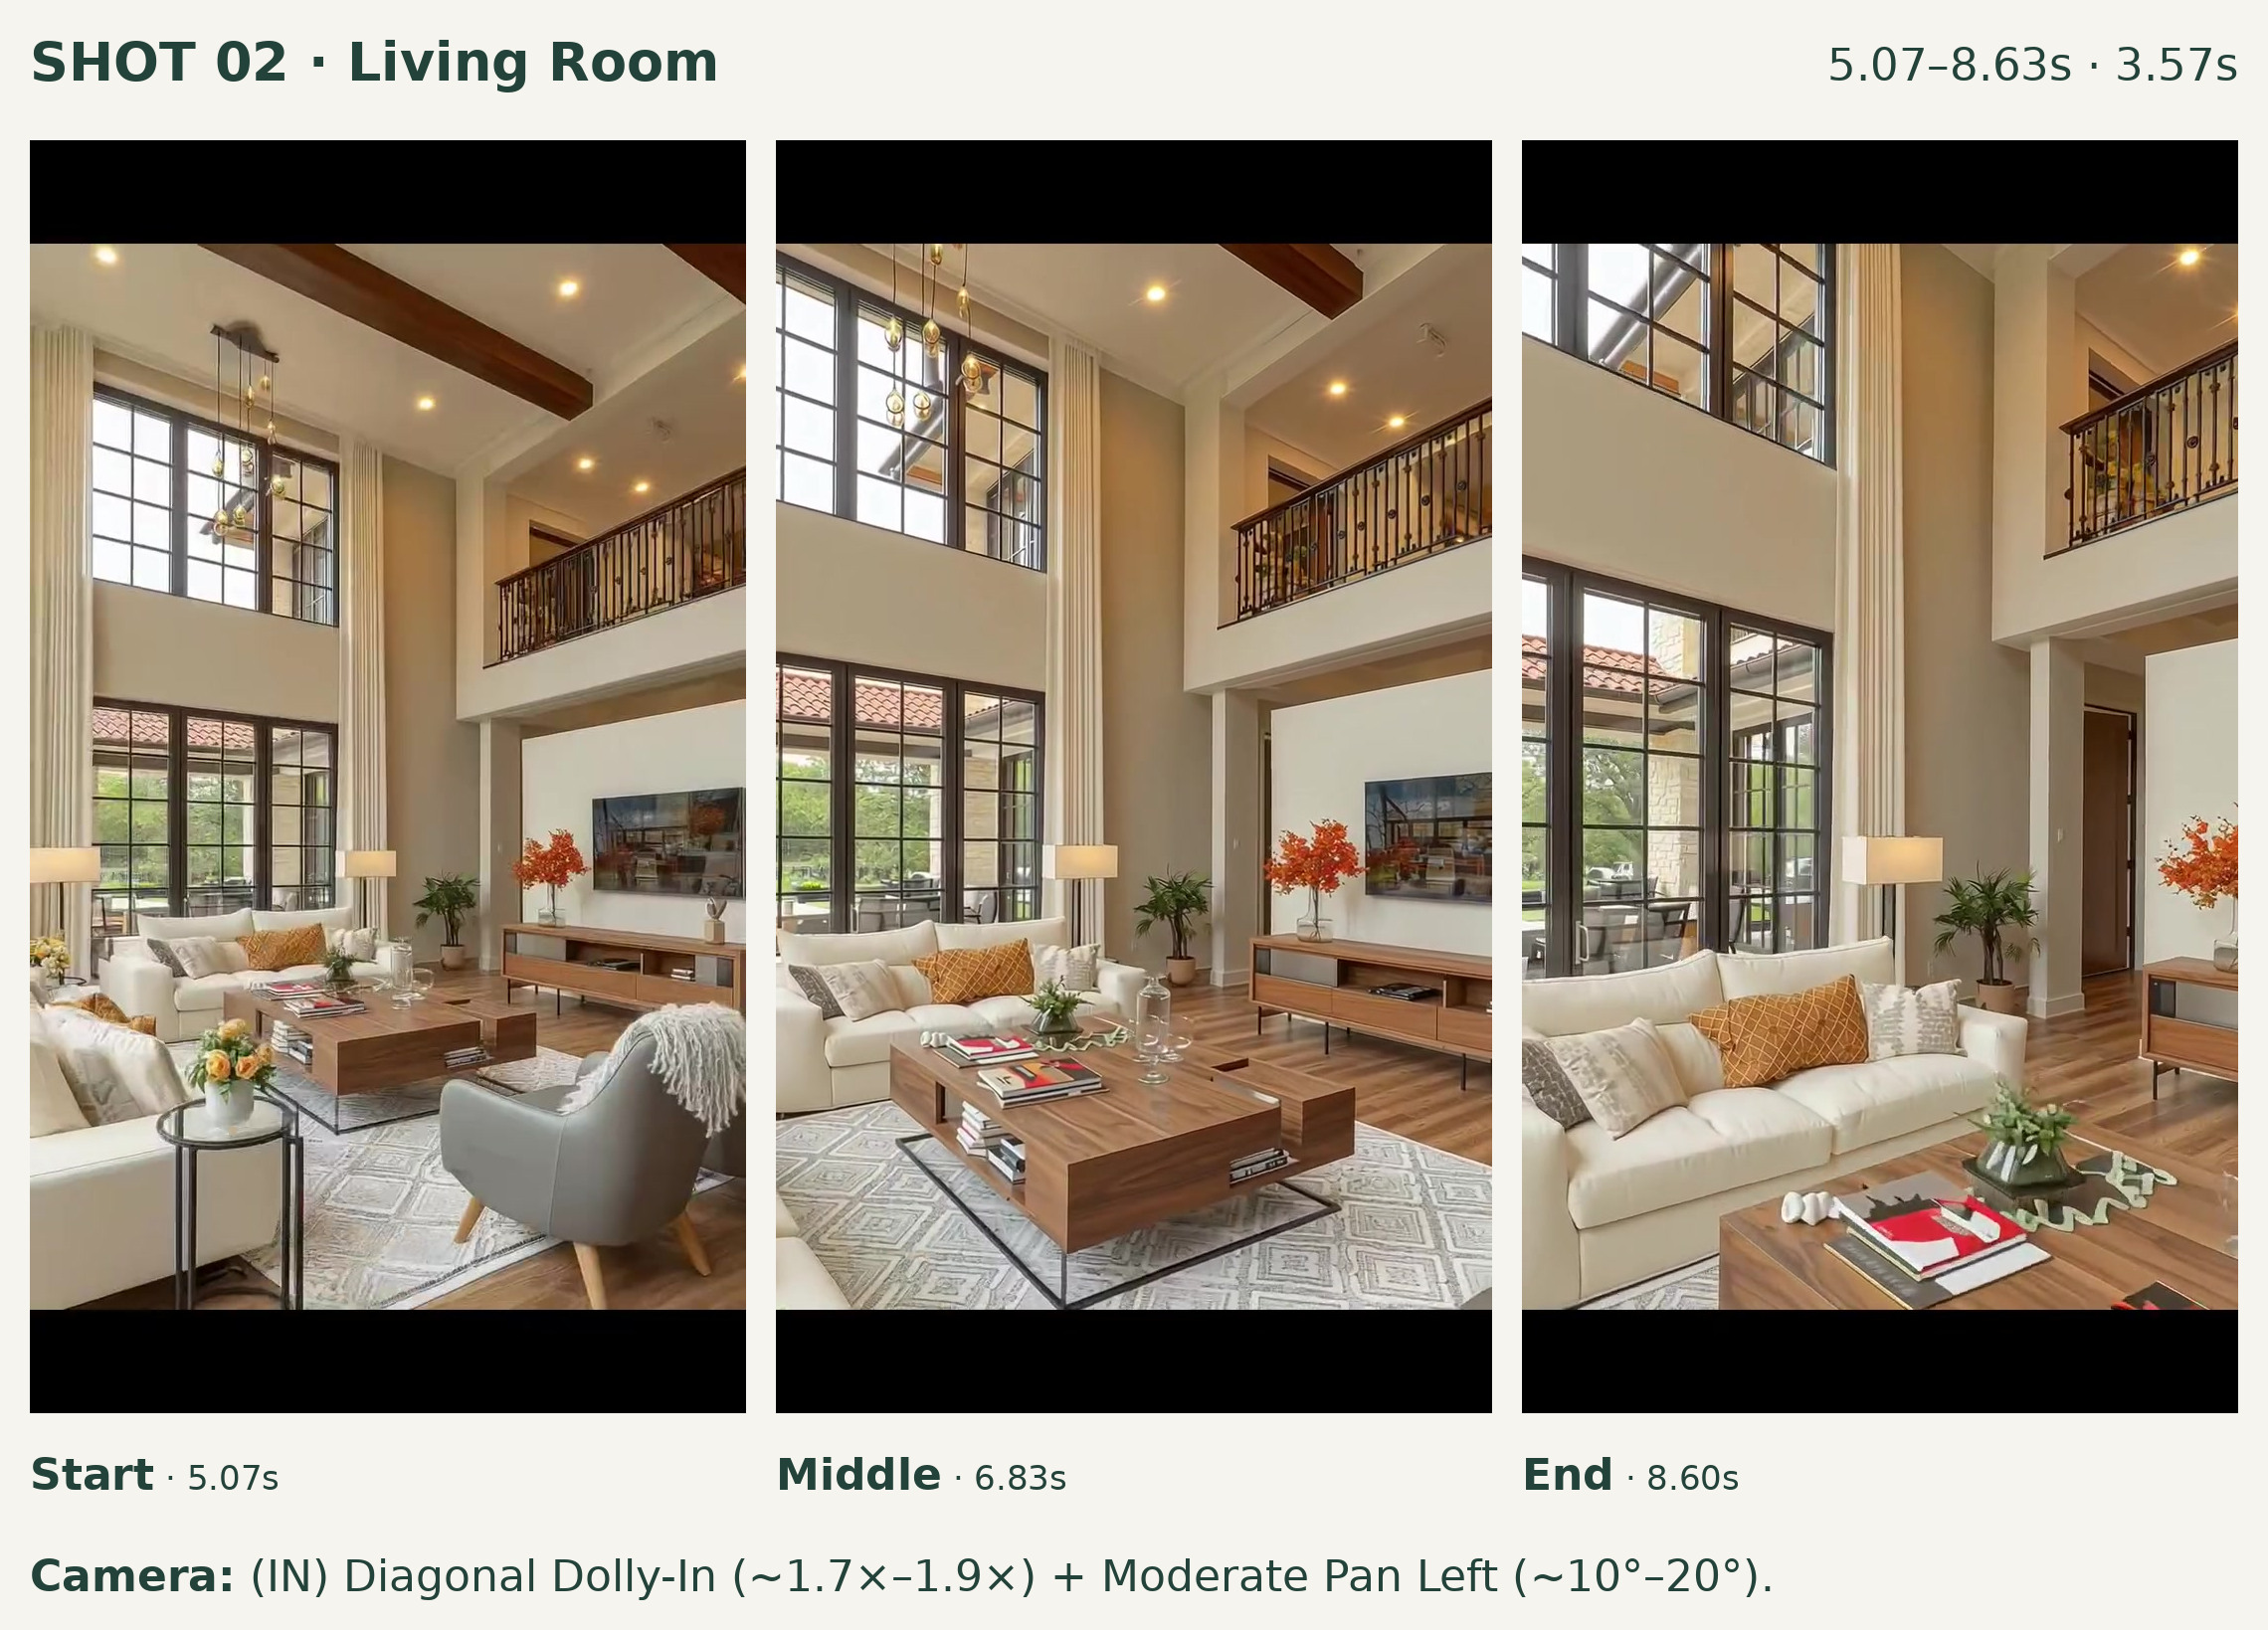 SHOT 02 · Living Room
5.07–8.63s · 3.57s
Start · 5.07s
Middle · 6.83s
End · 8.60s
Camera: (IN) Diagonal Dolly-In (~1.7×–1.9×) + Moderate Pan Left (~10°–20°).